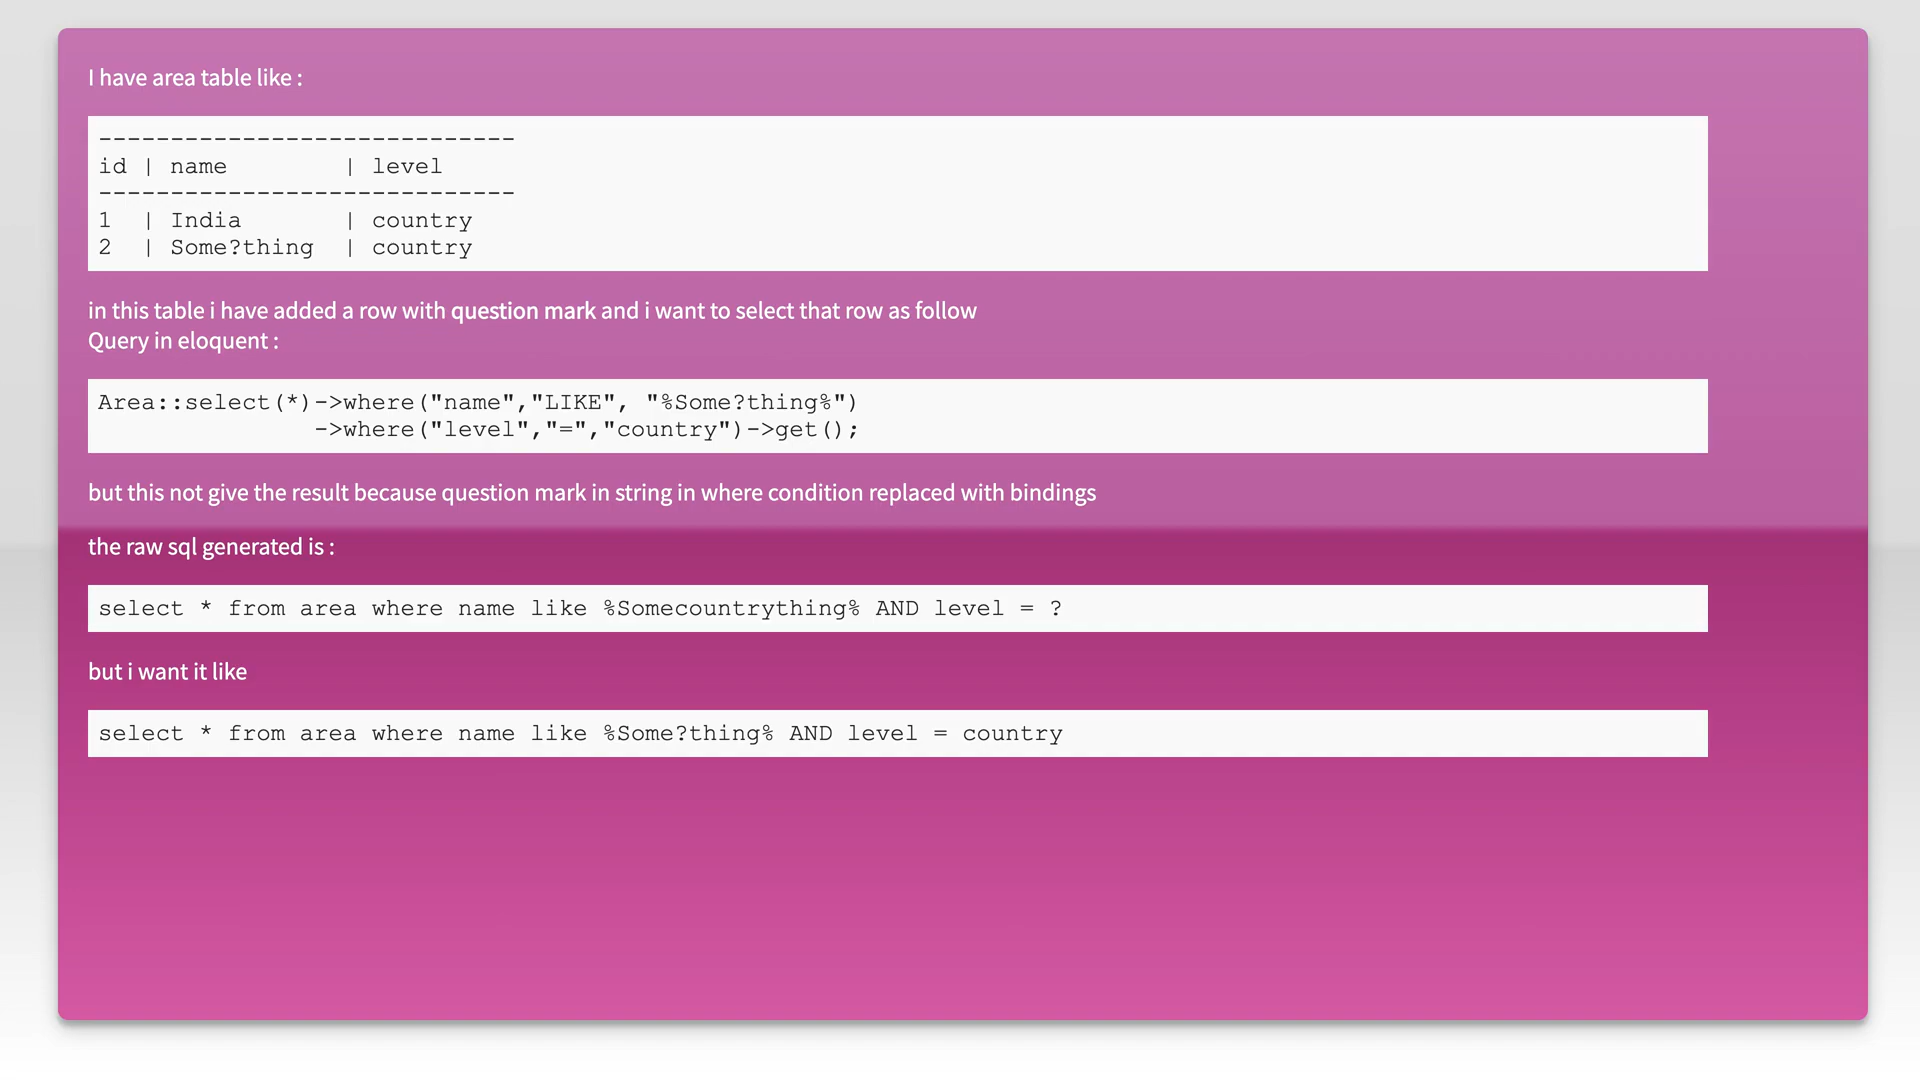 I have area table like :
-----------------------------
id | name        | level
-----------------------------
1  | India       | country
2  | Some?thing  | country
in this table i have added a row with question mark and i want to select that row as follow
Query in eloquent :
Area::select(*)->where("name","LIKE", "%Some?thing%")
               ->where("level","=","country")->get();
but this not give the result because question mark in string in where condition replaced with bindings
the raw sql generated is :
select * from area where name like %Somecountrything% AND level = ?
but i want it like
select * from area where name like %Some?thing% AND level = country